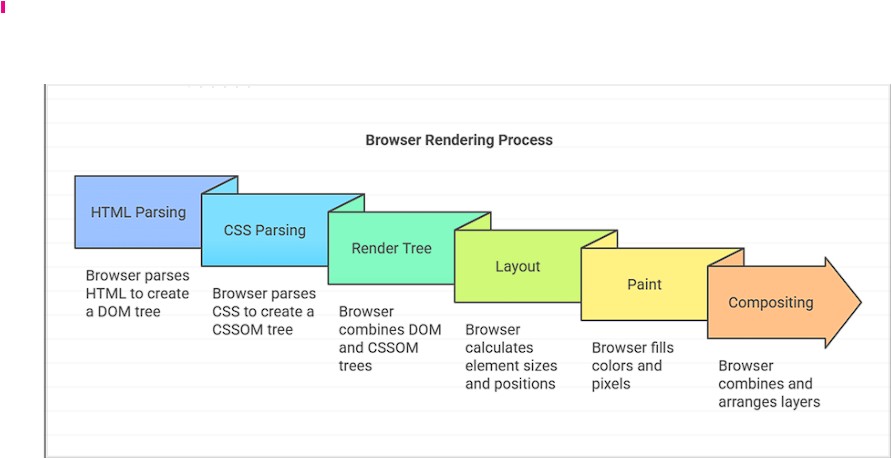 Browser Rendering Process
HTML Parsing
Browser parses
HTML to create
a DOM tree
CSS Parsing
Browser parses
CSS to create a
CSSOM tree
Render Tree
Browser
combines DOM
and CSSOM
trees
Layout
Browser
calculates
element sizes
and positions
Paint
Browser fills
colors and
pixels
Compositing
Browser
combines and
arranges layers